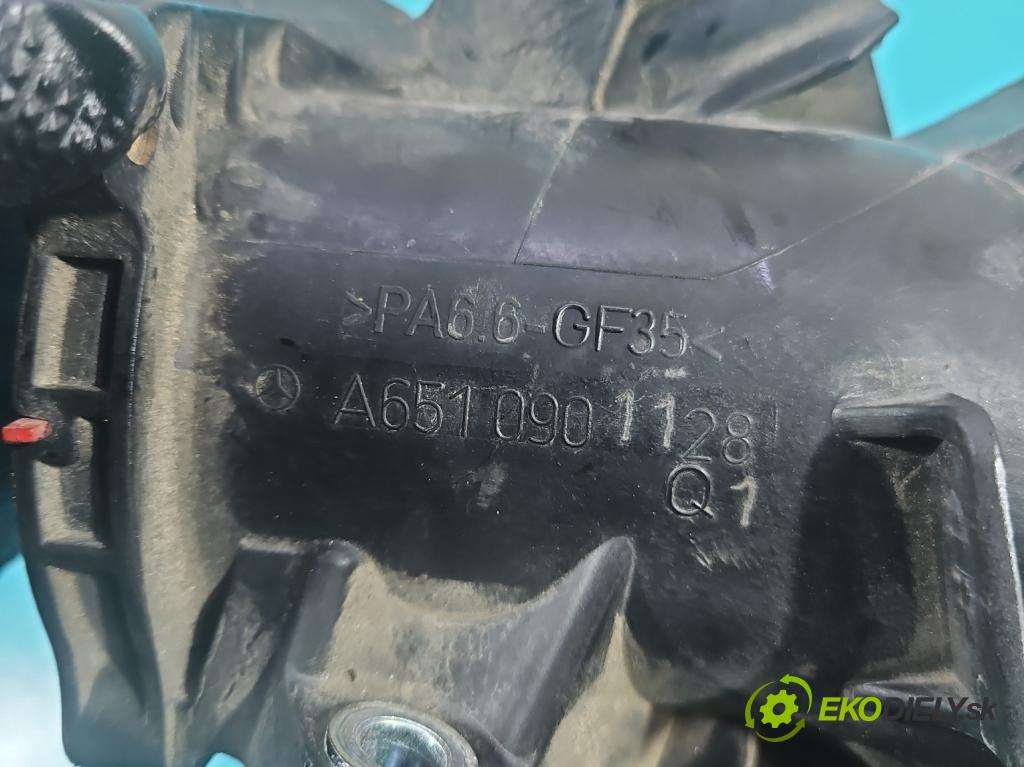 >PA6.6-GF35<
A651 090 1128
Q1
EKODIELY.sk